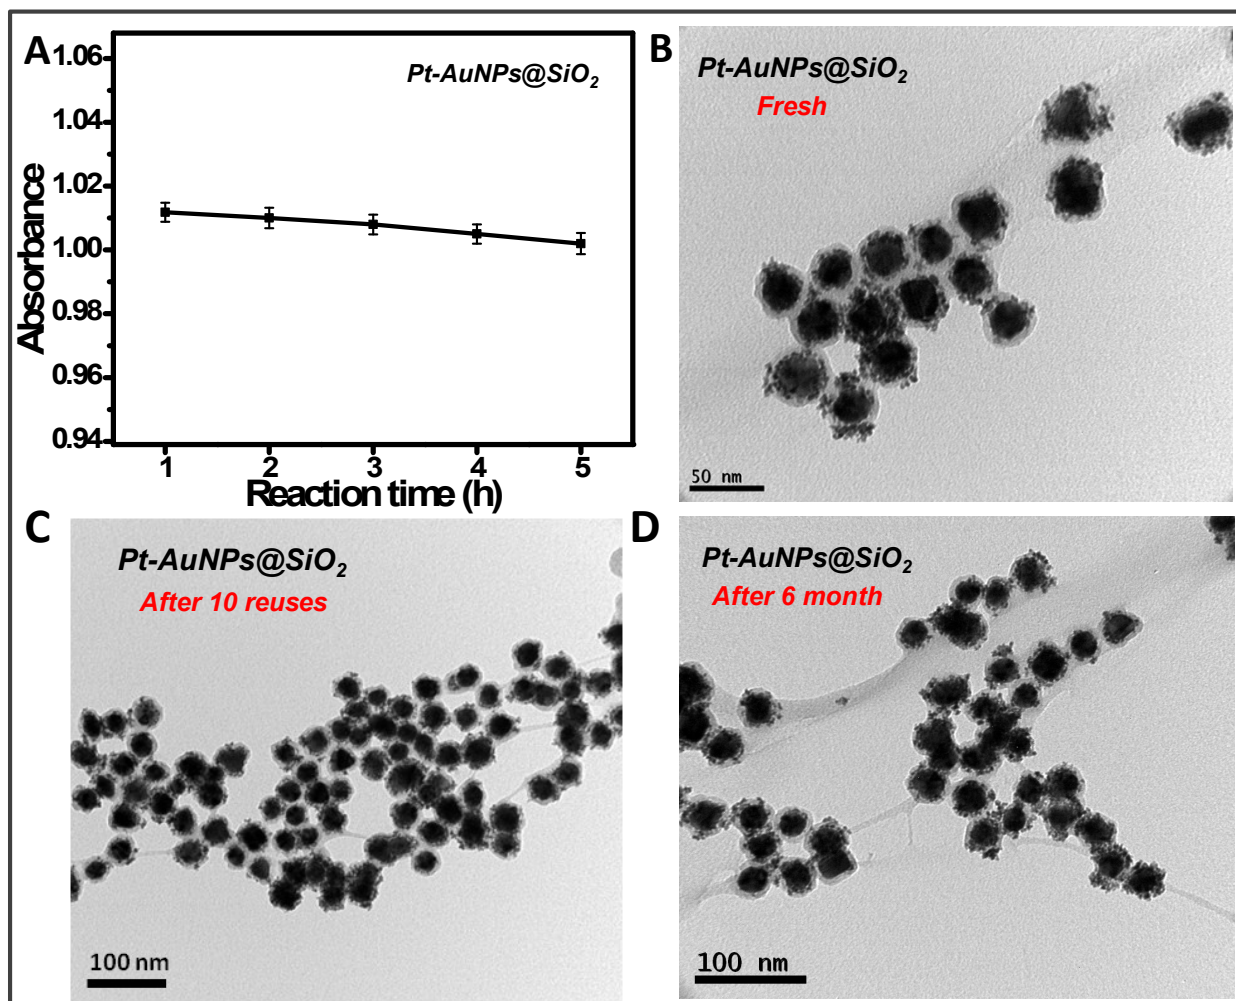 A
Pt-AuNPs@SiO₂
1.06
1.04
1.02
1.00
0.98
0.96
0.94
Absorbance
1 2 3 4 5
Reaction time (h)
B
Pt-AuNPs@SiO₂
Fresh
50 nm
C
Pt-AuNPs@SiO₂
After 10 reuses
100 nm
D
Pt-AuNPs@SiO₂
After 6 month
100 nm